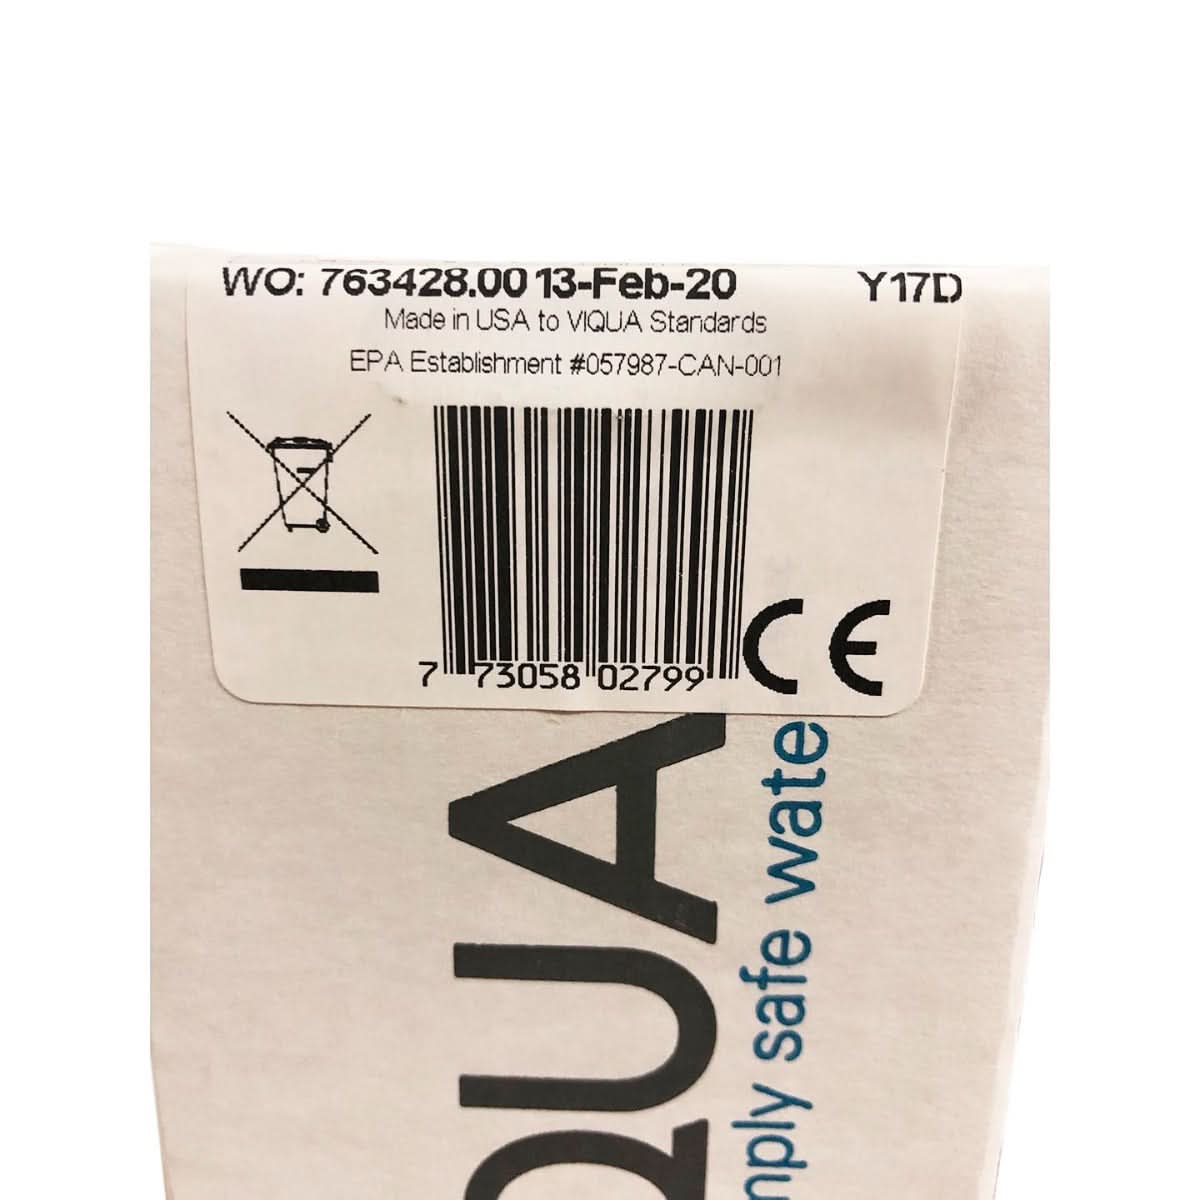 WO: 763428.00 13-Feb-20 Y17D
Made in USA to VIQUA Standards
EPA Establishment #057987-CAN-001
7 73058 02799
CE
QUA
mply safe wate